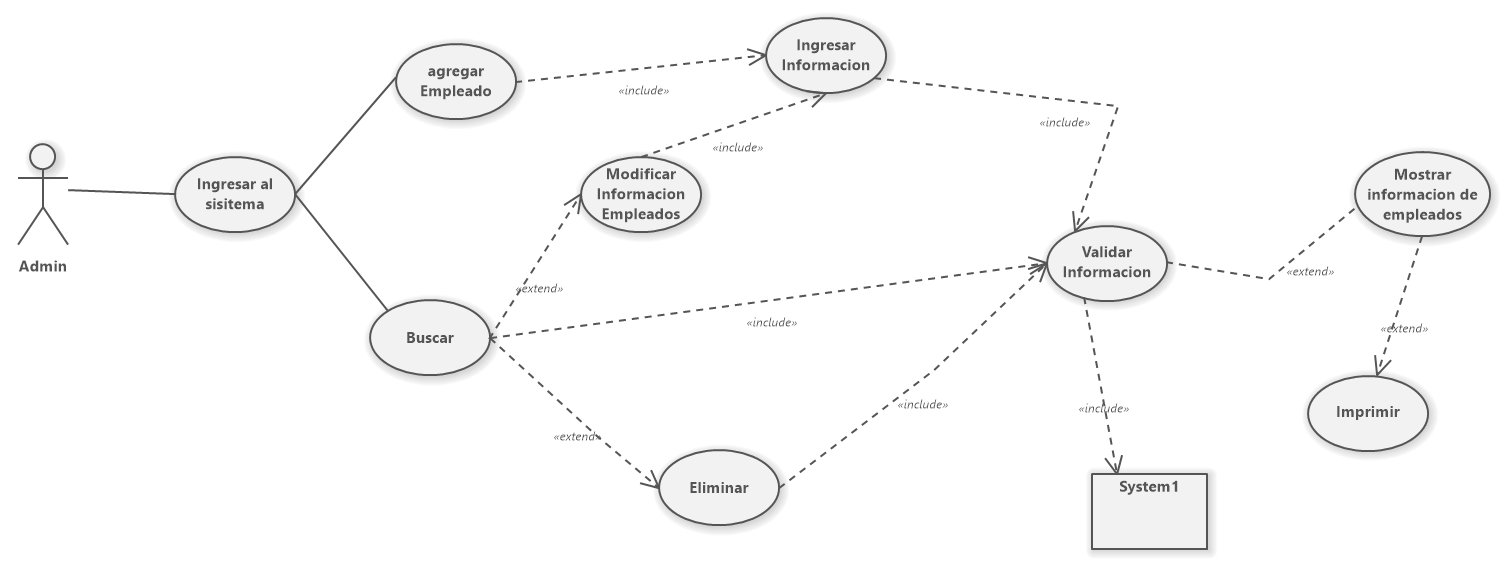 Ingresar
Informacion
agregar
Empleado
«include»
«include»
«include»
Modificar
Informacion
Empleados
Mostrar
informacion de
empleados
Ingresar al
sisitema
Admin
Validar
Informacion
«extend»
«extend»
«include»
Buscar
«extend»
«include»
«include»
Imprimir
«extend»
Eliminar
System1